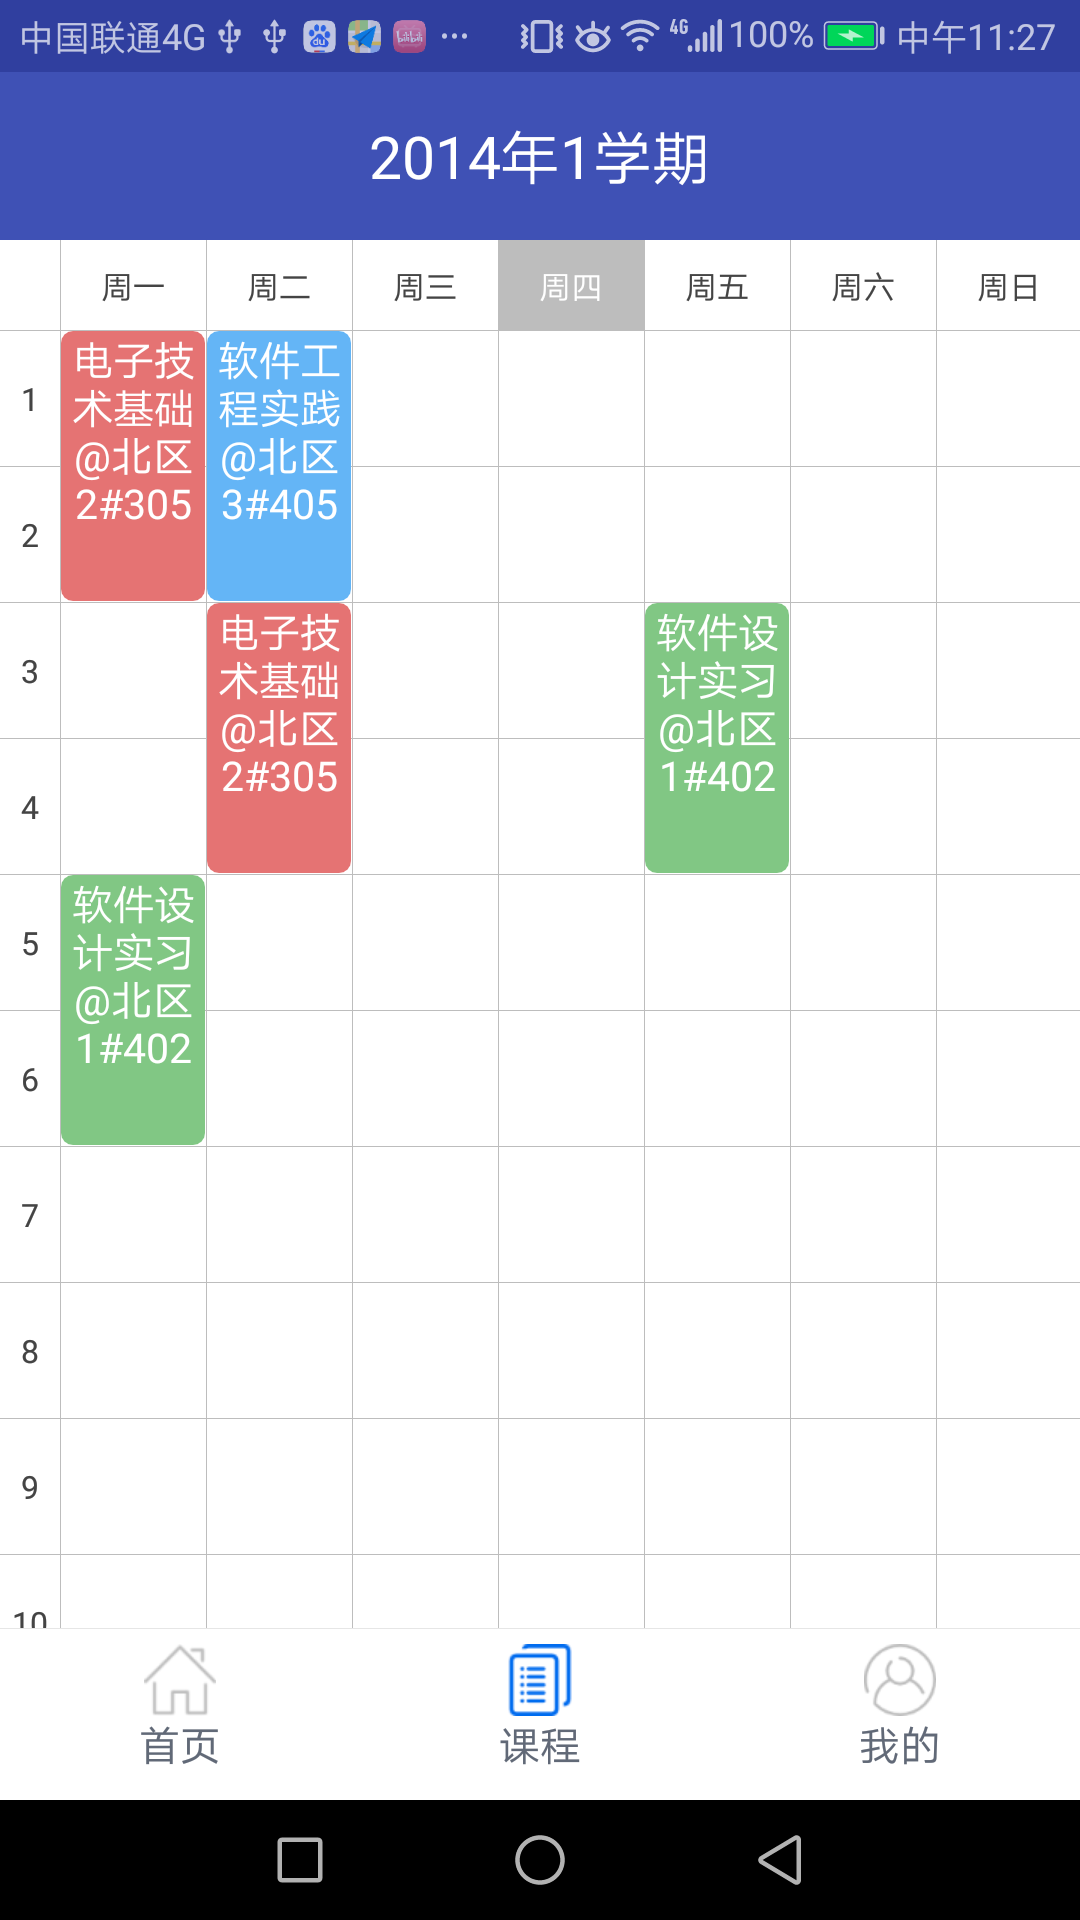 中国联通4G du 4G 100% 中午11:27
2014年1学期
周一 周二 周三 周四 周五 周六 周日
1
2
3
4
5
6
7
8
9
10
电子技
术基础
@北区
2#305
软件设
计实习
@北区
1#402
软件工
程实践
@北区
3#405
电子技
术基础
@北区
2#305
软件设
计实习
@北区
1#402
首页 课程 我的